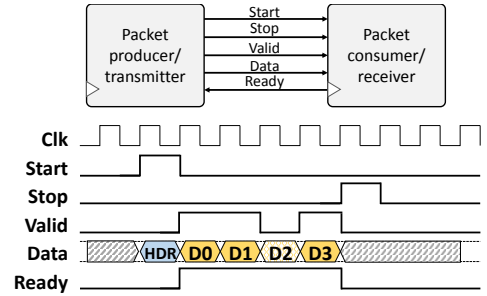 Packet producer/ transmitter
Start
Stop
Valid
Data
Ready
Packet consumer/ receiver
Clk
Start
Stop
Valid
Data HDR D0 D1 D2 D3
Ready